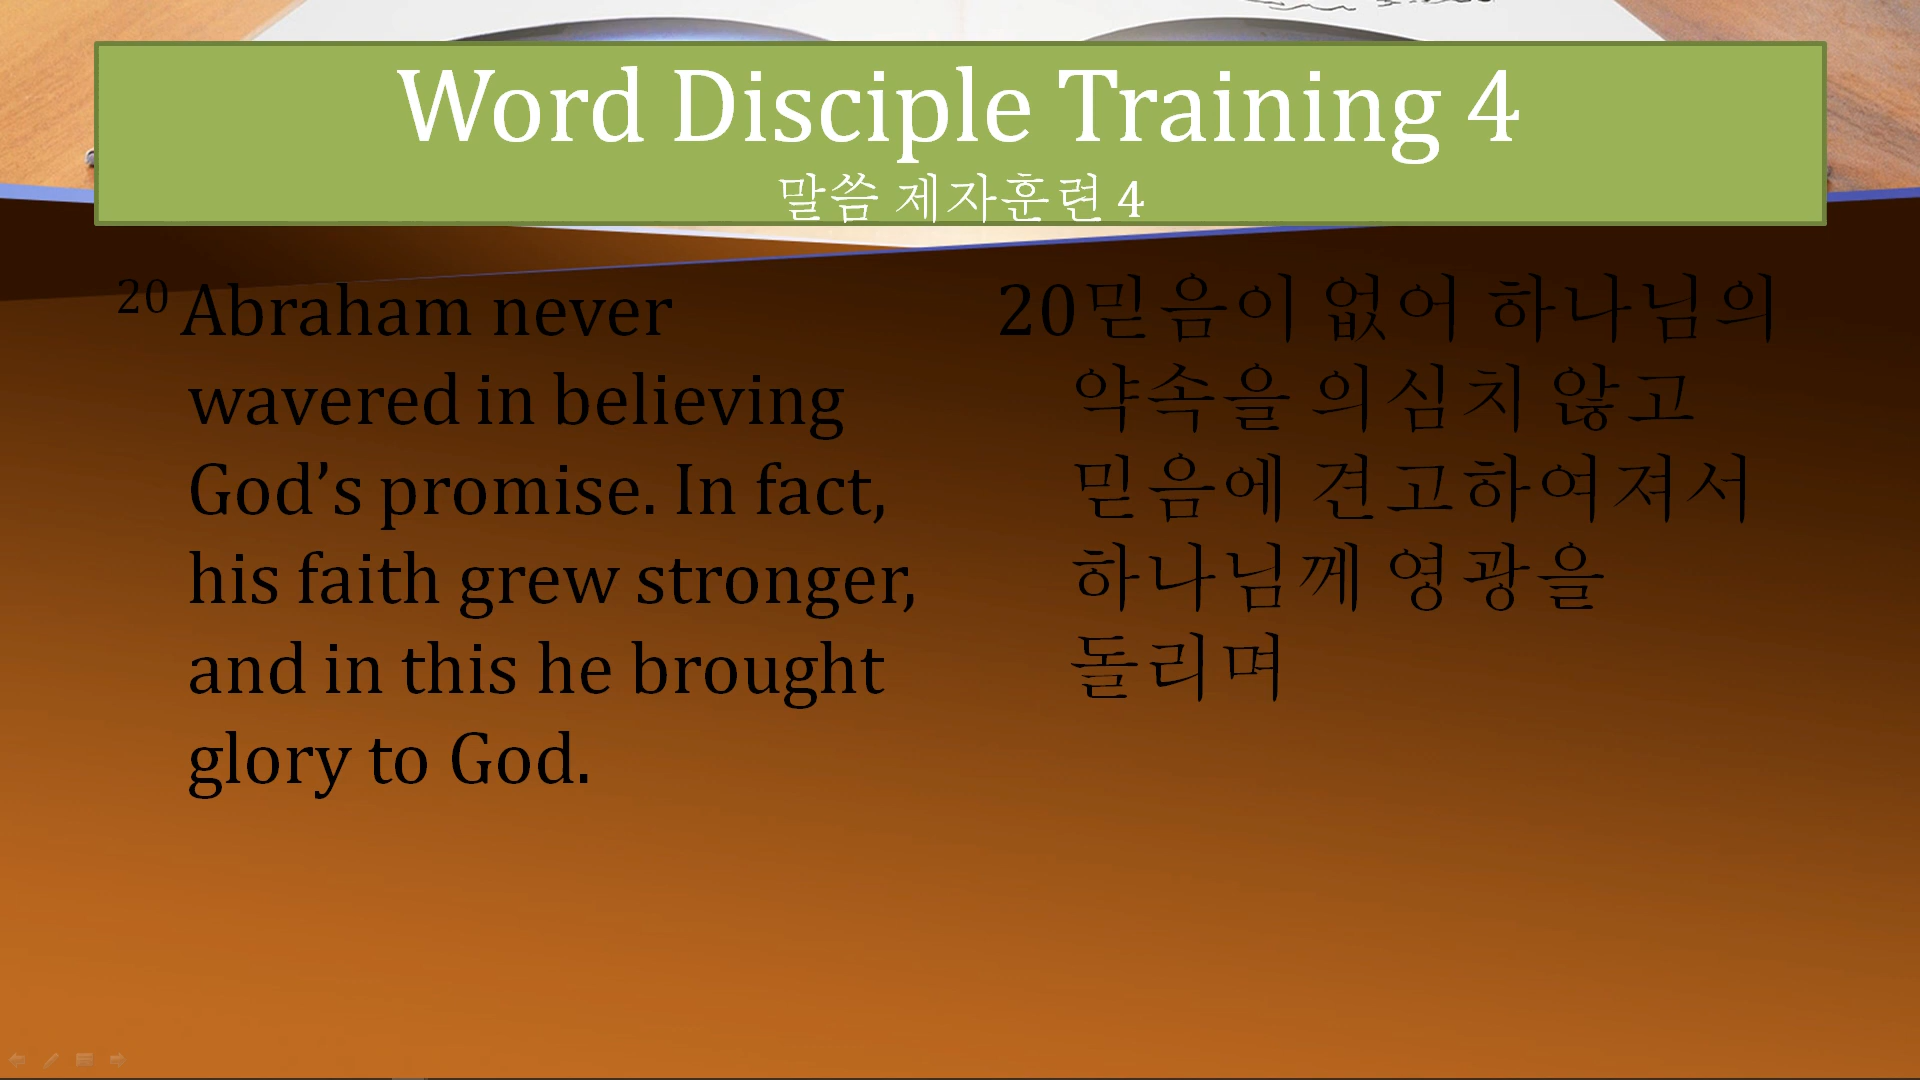 Word Disciple Training 4
말씀 제자훈련 4
20 Abraham never
wavered in believing
God’s promise. In fact,
his faith grew stronger,
and in this he brought
glory to God.
20믿음이 없어 하나님의
약속을 의심치 않고
믿음에 견고하여져서
하나님께 영광을
돌리며